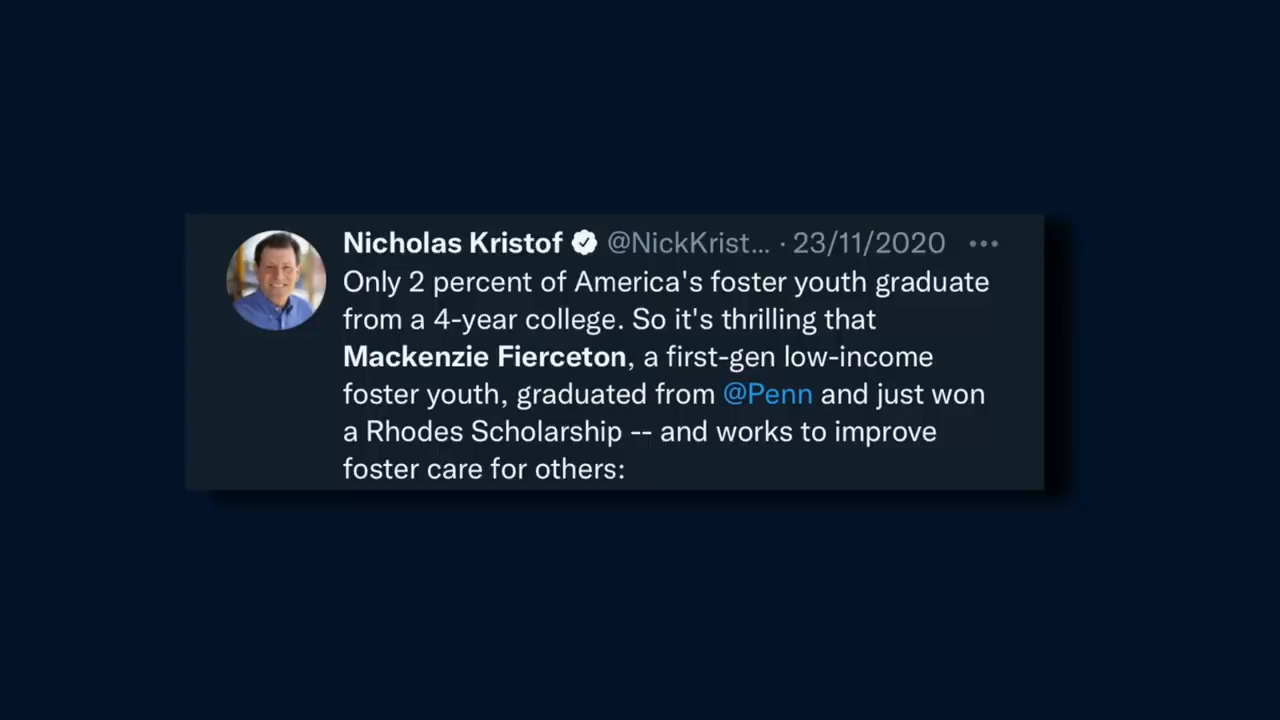 Nicholas Kristof @NickKrist... · 23/11/2020 ...
Only 2 percent of America's foster youth graduate
from a 4-year college. So it's thrilling that
Mackenzie Fierceton, a first-gen low-income
foster youth, graduated from @Penn and just won
a Rhodes Scholarship -- and works to improve
foster care for others: